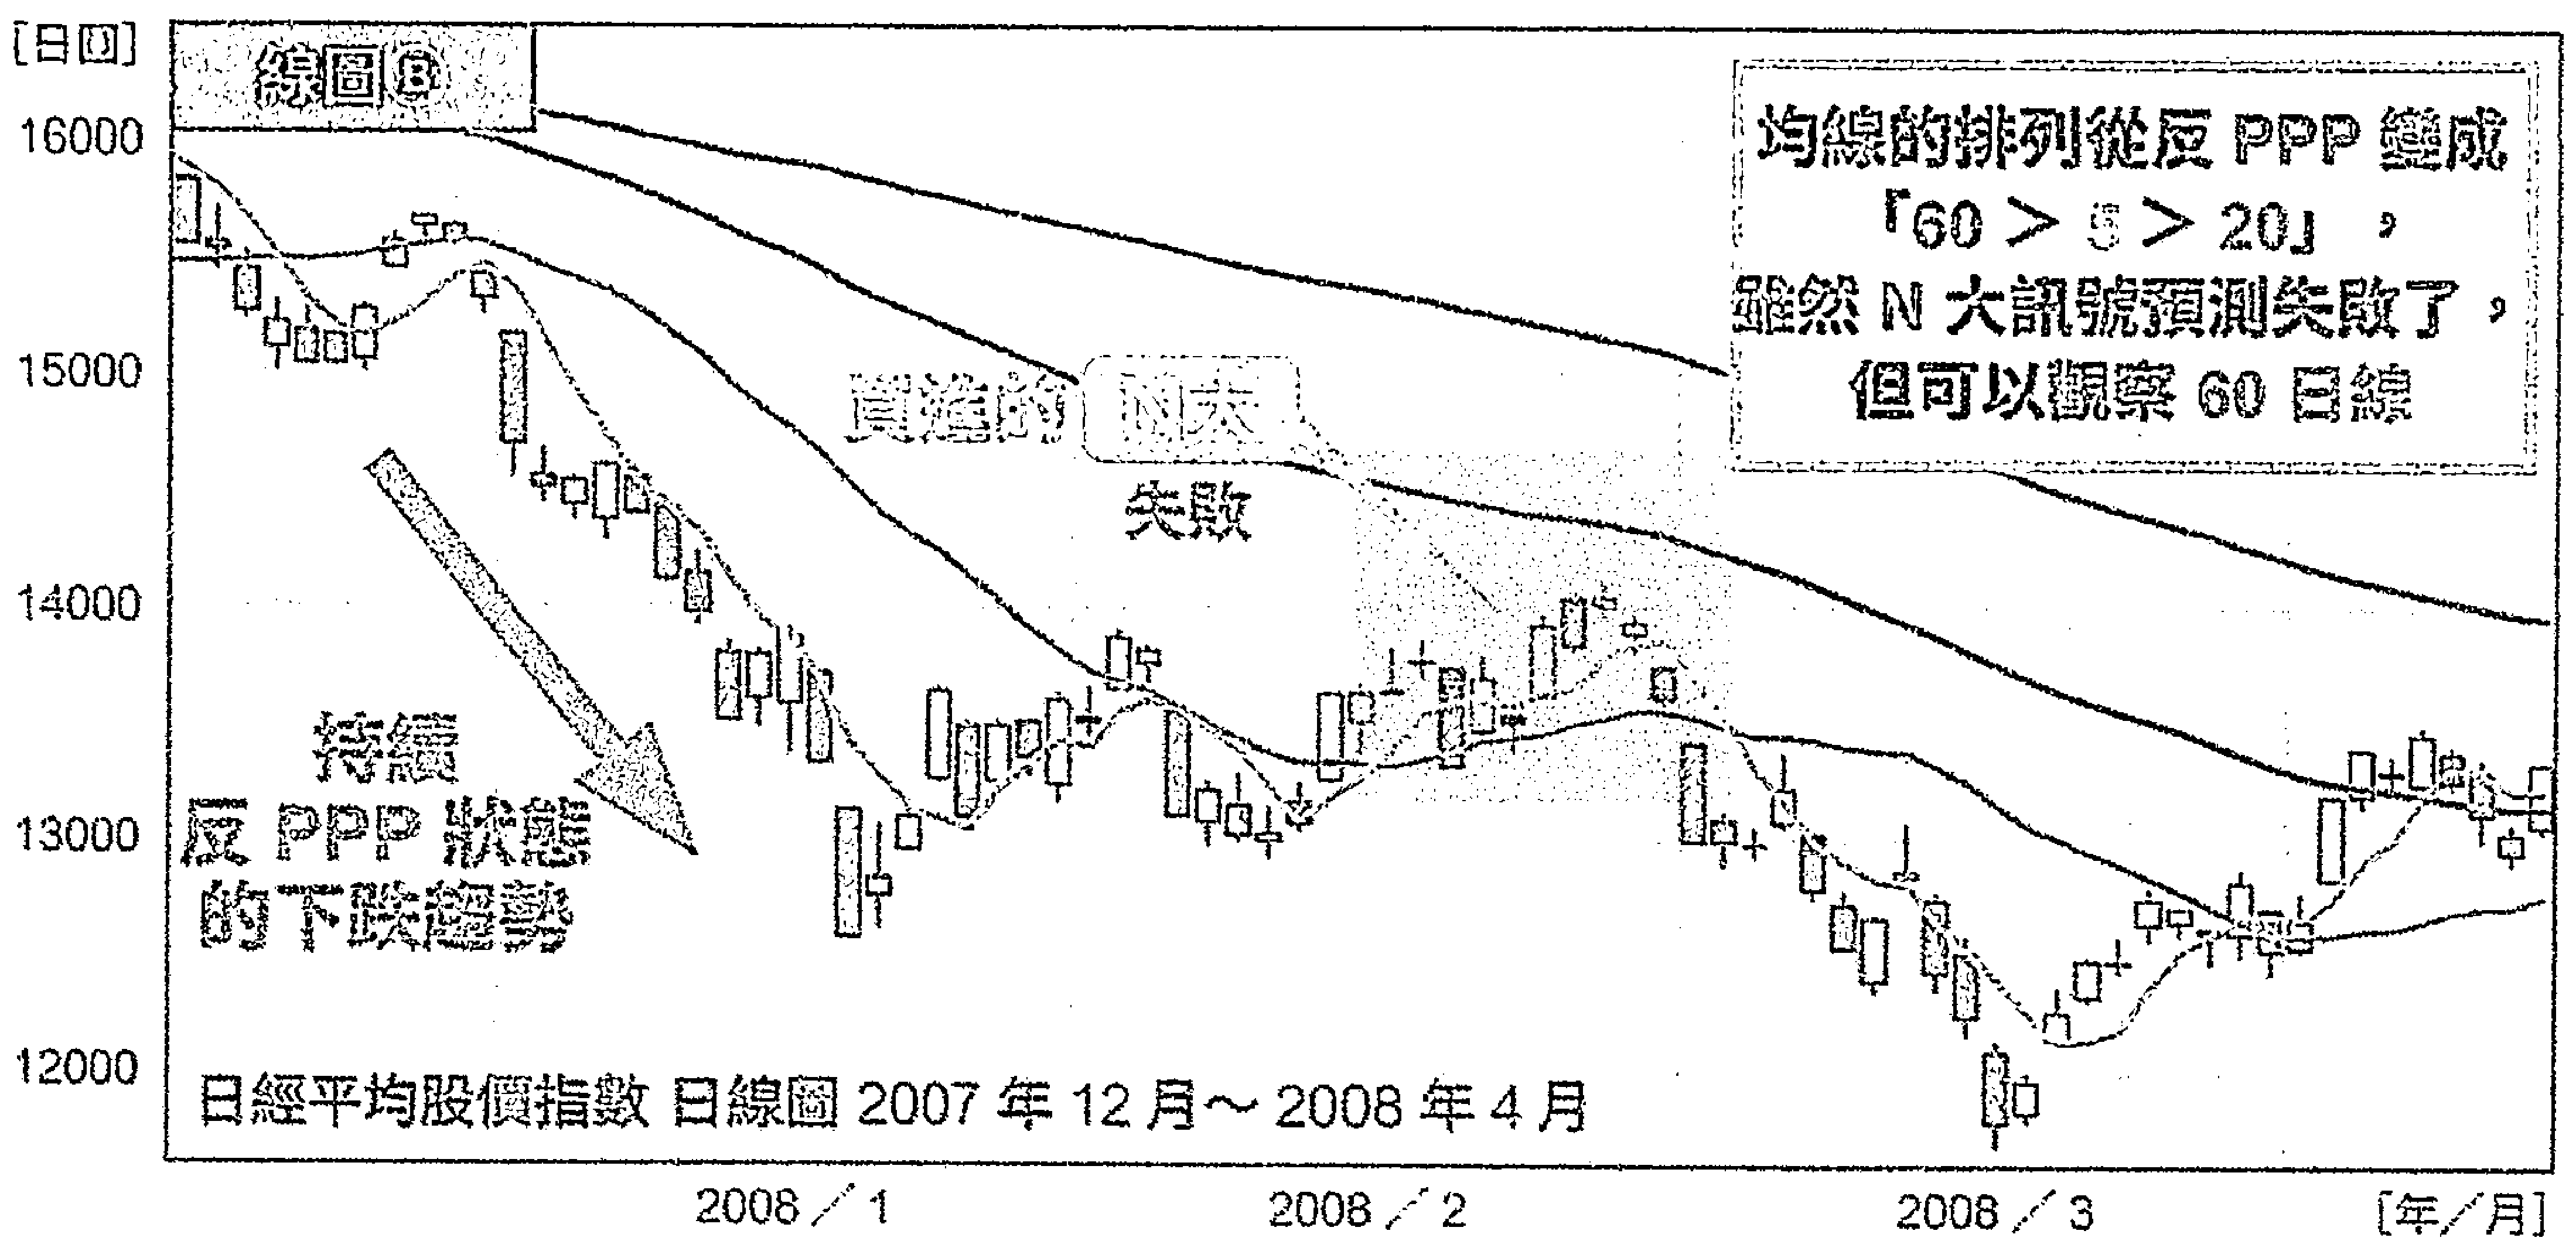 [日圓]
線圖Ⓑ
16000
15000
14000
13000
12000
均線的排列從反 PPP 變成
「60 > 5 > 20」，
雖然 N 大訊號預測失敗了，
但可以觀察 60 日線
買進的 N大
失敗
持續
反 PPP 狀態
的下跌趨勢
日經平均股價指數 日線圖 2007 年 12 月～ 2008 年 4 月
2008 / 1
2008 / 2
2008 / 3
[年/月]